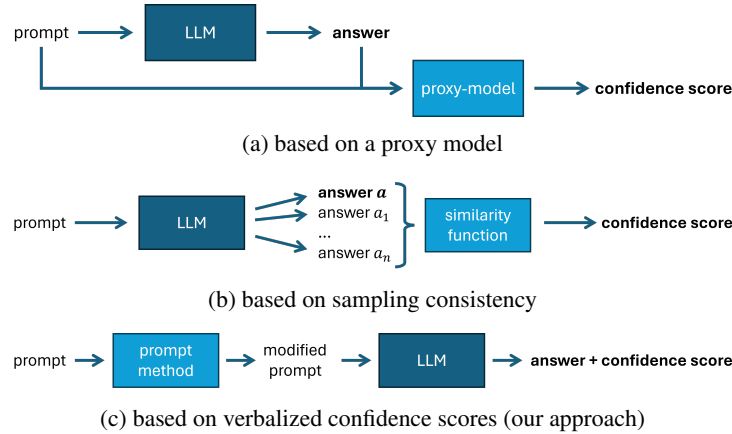 prompt LLM answer
proxy-model confidence score
(a) based on a proxy model
prompt LLM answer a
answer a₁
...
answer aₙ
similarity
function
confidence score
(b) based on sampling consistency
prompt
prompt
method
modified
prompt
LLM
answer + confidence score
(c) based on verbalized confidence scores (our approach)